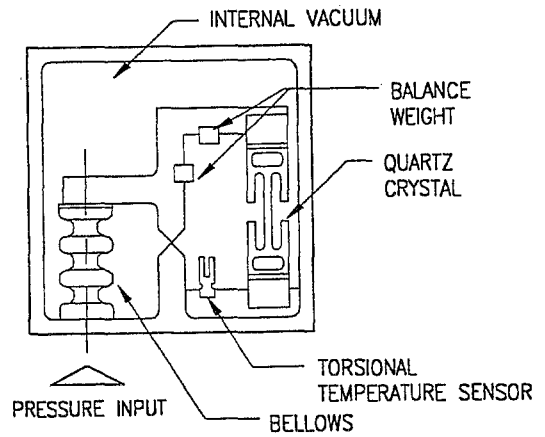 INTERNAL VACUUM
BALANCE
WEIGHT
QUARTZ
CRYSTAL
TORSIONAL
TEMPERATURE SENSOR
PRESSURE INPUT
BELLOWS